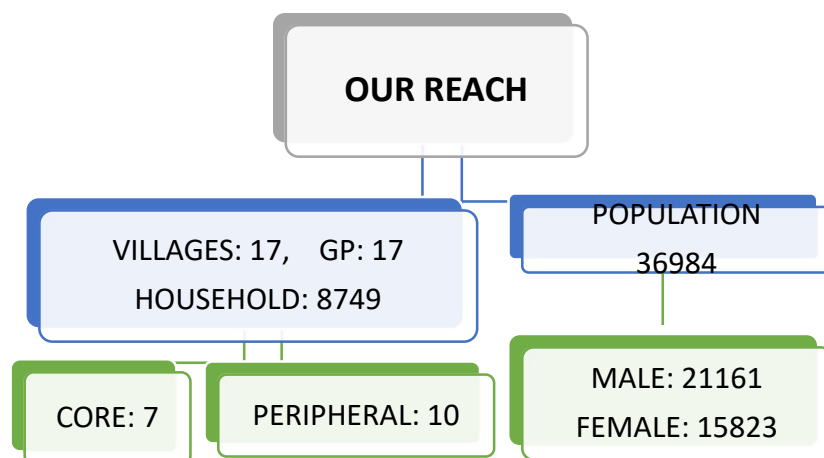 OUR REACH
VILLAGES: 17, GP: 17
HOUSEHOLD: 8749
POPULATION
36984
CORE: 7
PERIPHERAL: 10
MALE: 21161
FEMALE: 15823